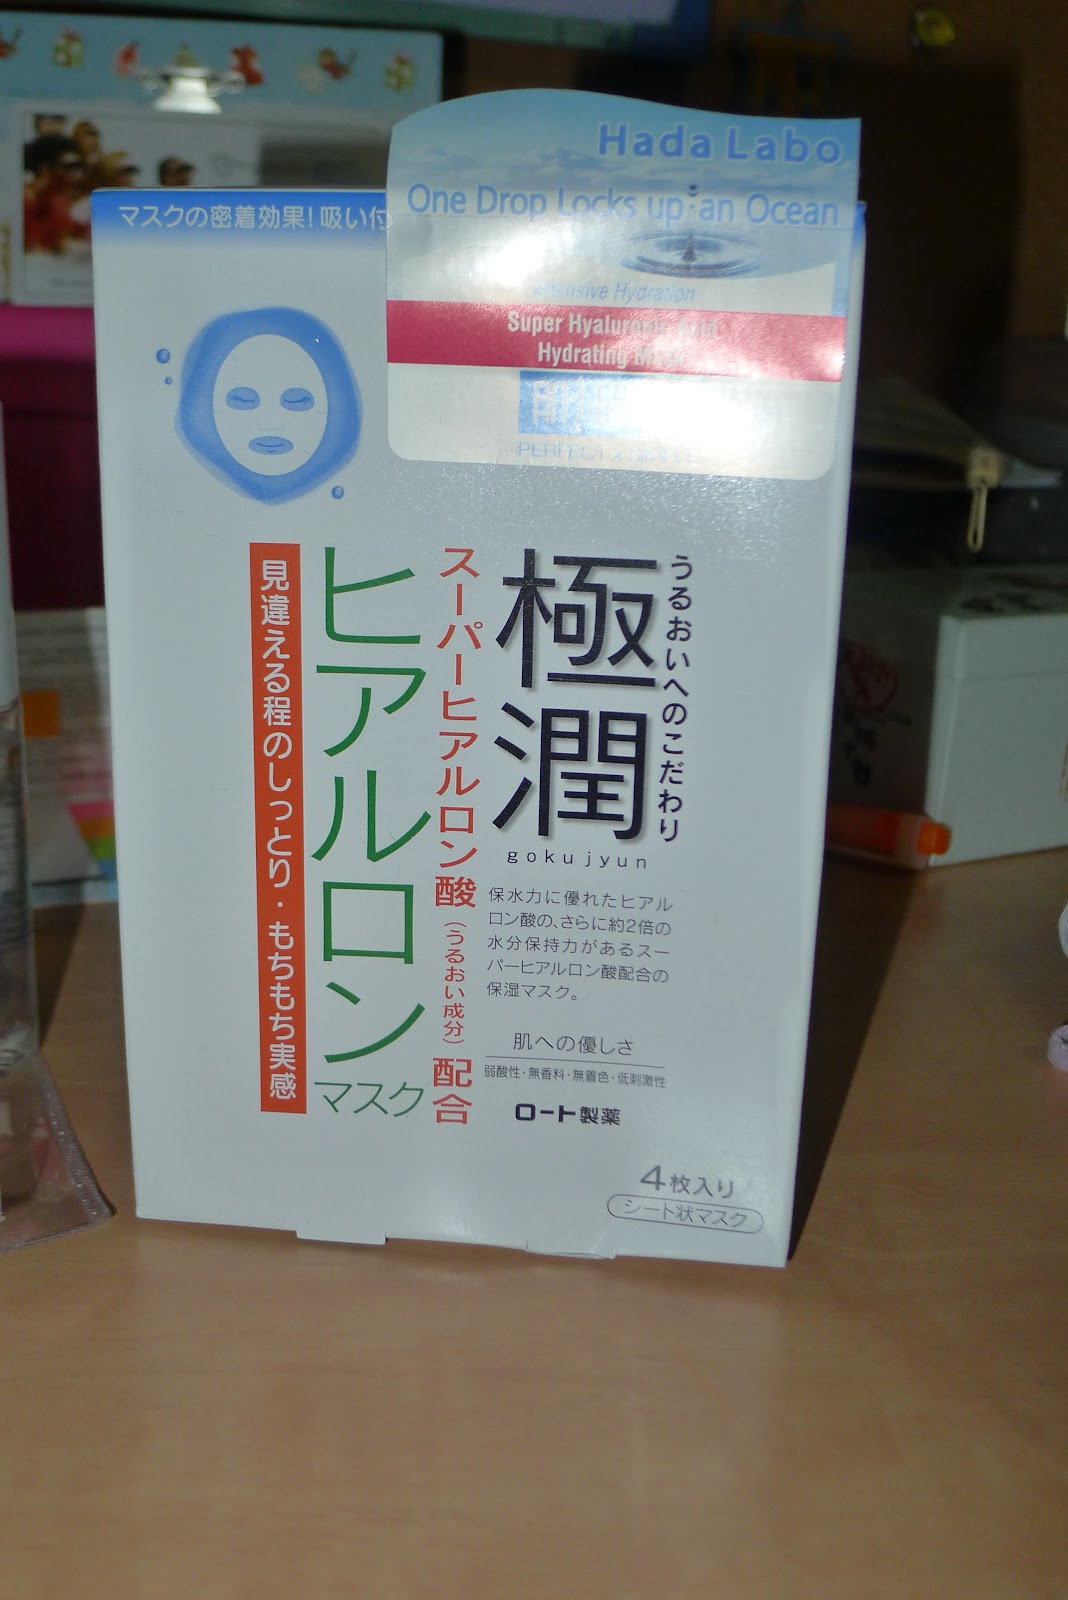 Hada Labo
One Drop Locks up an Ocean
Intensive Hydration
Super Hyaluronic Acid
Hydrating Mask
PERFECT × SIMPLE
マスクの密着効果!吸い付
うるおいへのこだわり
極潤
gokujyun
スーパーヒアルロン酸(うるおい成分)配合
ヒアルロンマスク
見違える程のしっとり・もちもち実感
保水力に優れたヒアル
ロン酸の、さらに約2倍の
水分保持力があるスー
パーヒアルロン酸配合の
保湿マスク。
肌への優しさ
弱酸性・無香料・無着色・低刺激性
ロート製薬
4枚入り
シート状マスク